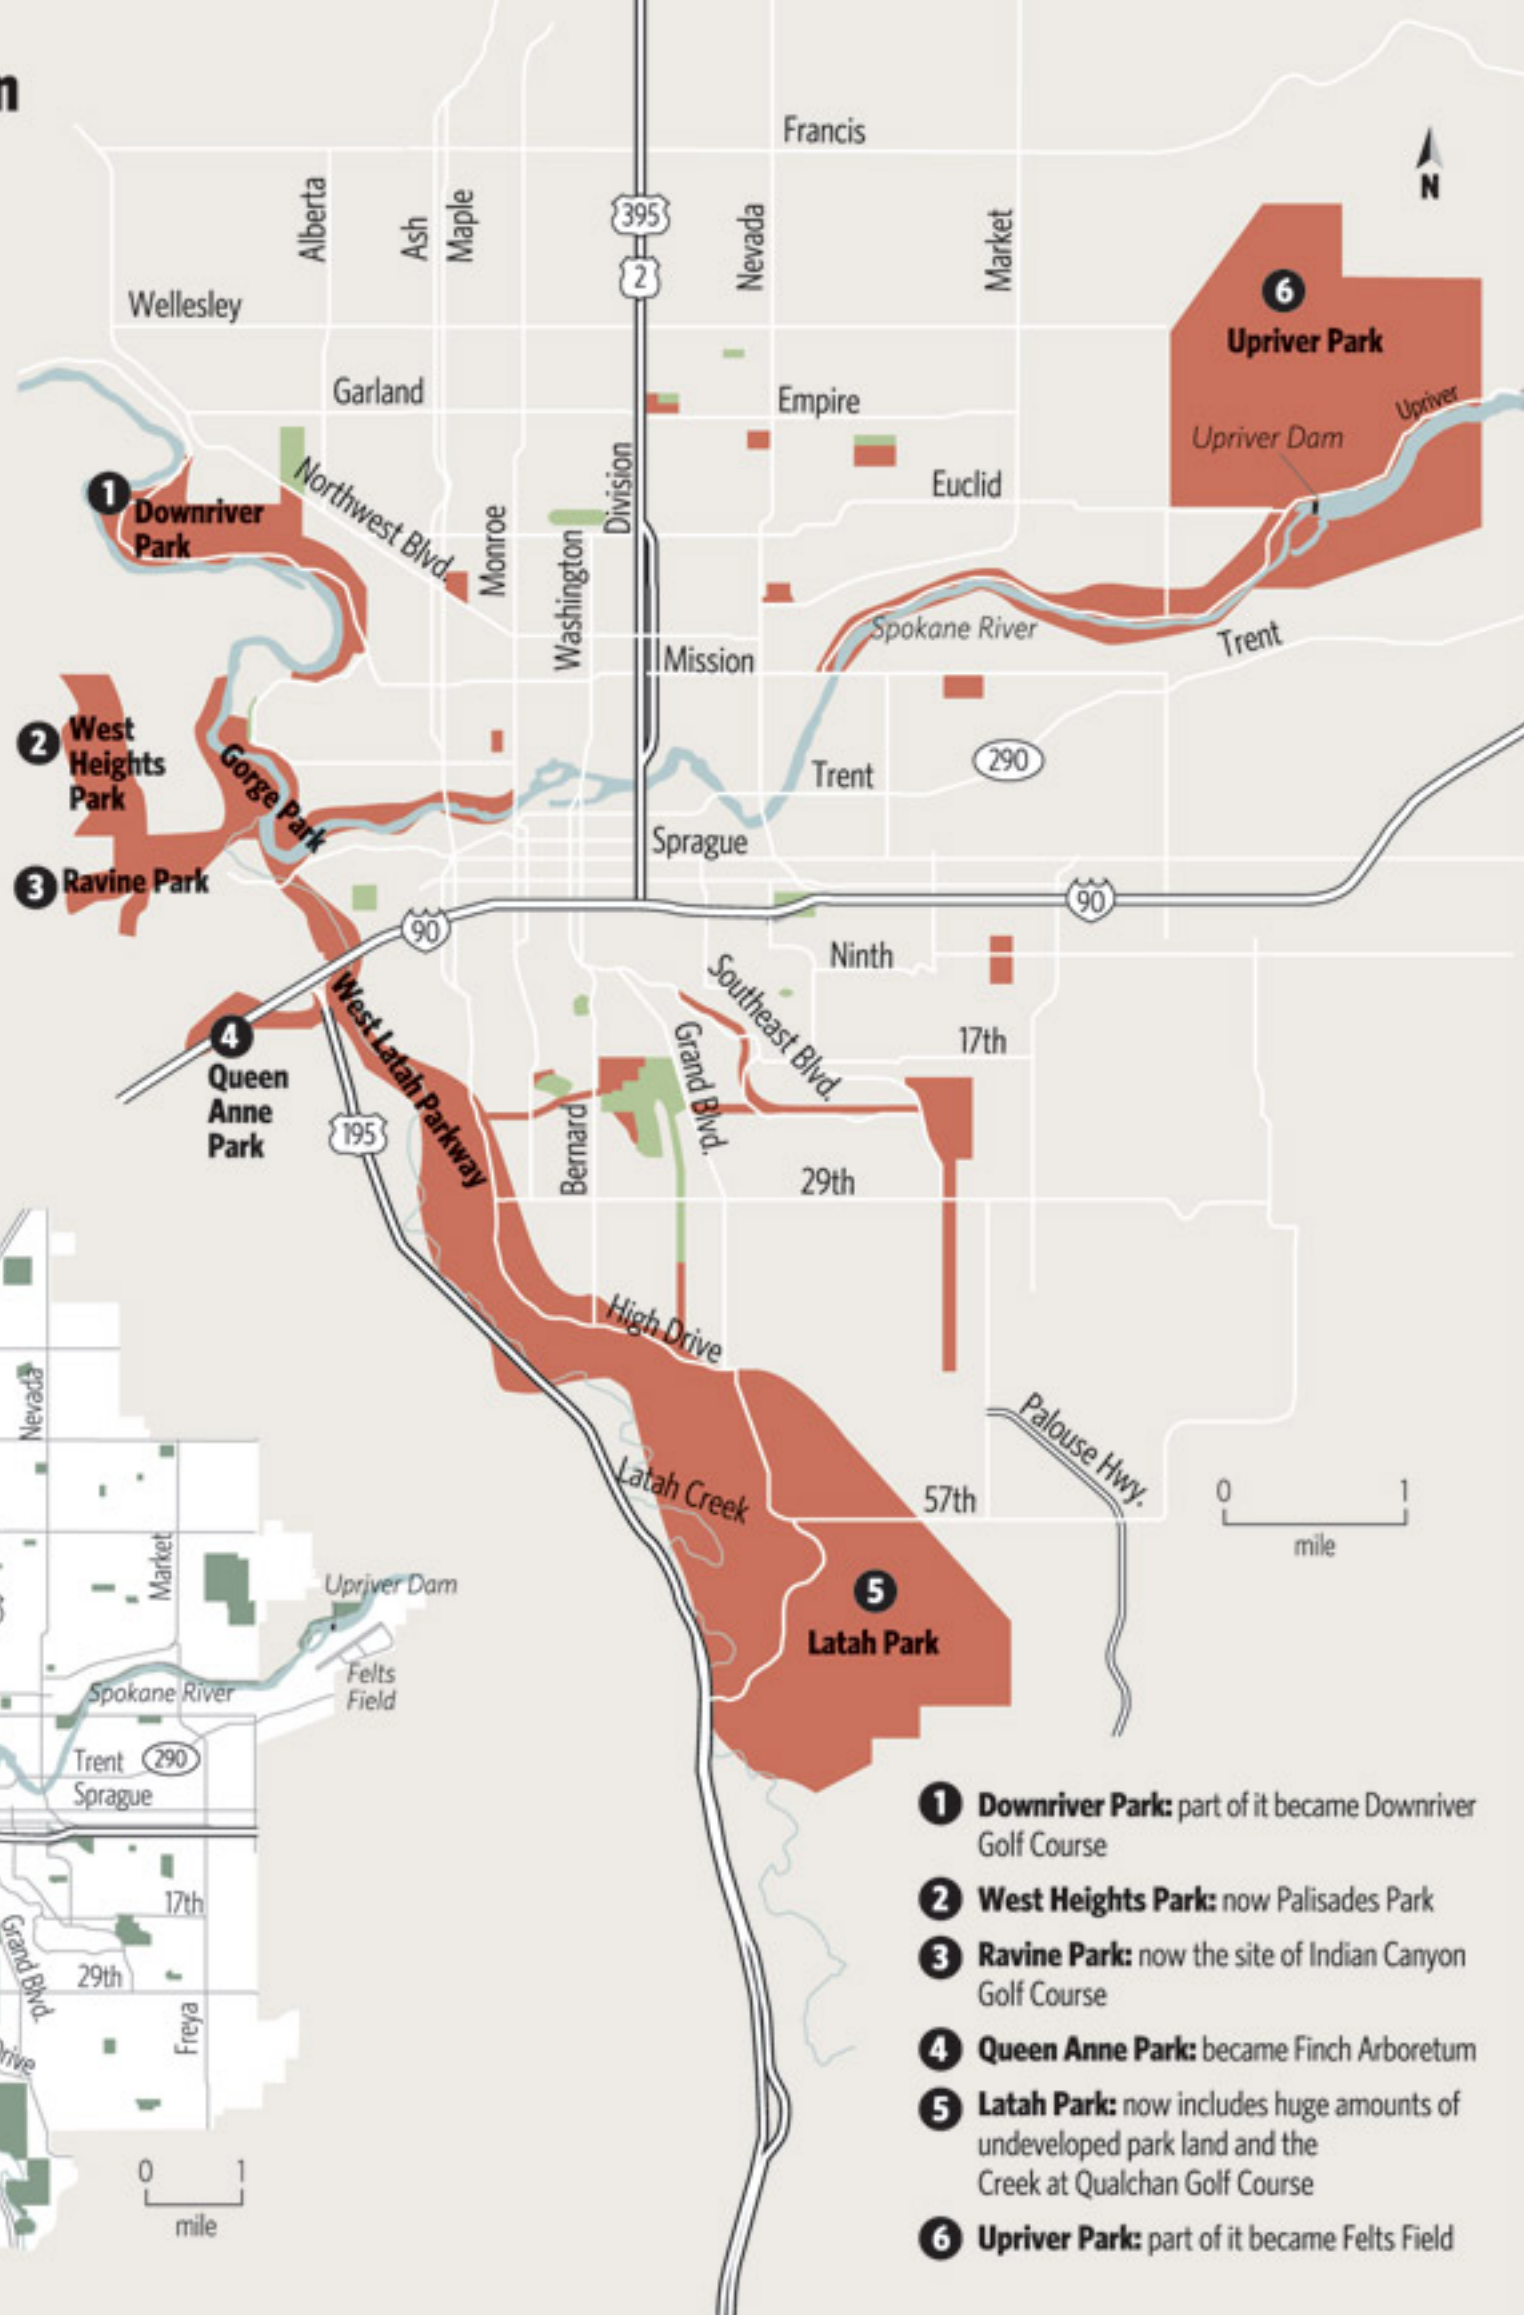 n
Francis
N
Alberta
Ash
Maple
395
2
Nevada
Market
6
Upriver Park
Wellesley
Garland
Empire
Upriver
Upriver Dam
1
Downriver
Park
Northwest Blvd.
Monroe
Washington
Division
Euclid
Mission
Spokane River
Trent
2
West
Heights
Park
Gorge Park
Trent
290
Sprague
3
Ravine Park
90
90
Ninth
4
Queen
Anne
Park
West Latah Parkway
195
Bernard
Grand Blvd.
Southeast Blvd.
17th
29th
High Drive
Palouse Hwy.
Latah Creek
57th
0 1
mile
5
Latah Park
Nevada
Market
Upriver Dam
Felts
Field
Spokane River
Trent
290
Sprague
17th
Grand Blvd.
29th
Freya
Drive
0 1
mile
1 Downriver Park: part of it became Downriver
Golf Course
2 West Heights Park: now Palisades Park
3 Ravine Park: now the site of Indian Canyon
Golf Course
4 Queen Anne Park: became Finch Arboretum
5 Latah Park: now includes huge amounts of
undeveloped park land and the
Creek at Qualchan Golf Course
6 Upriver Park: part of it became Felts Field